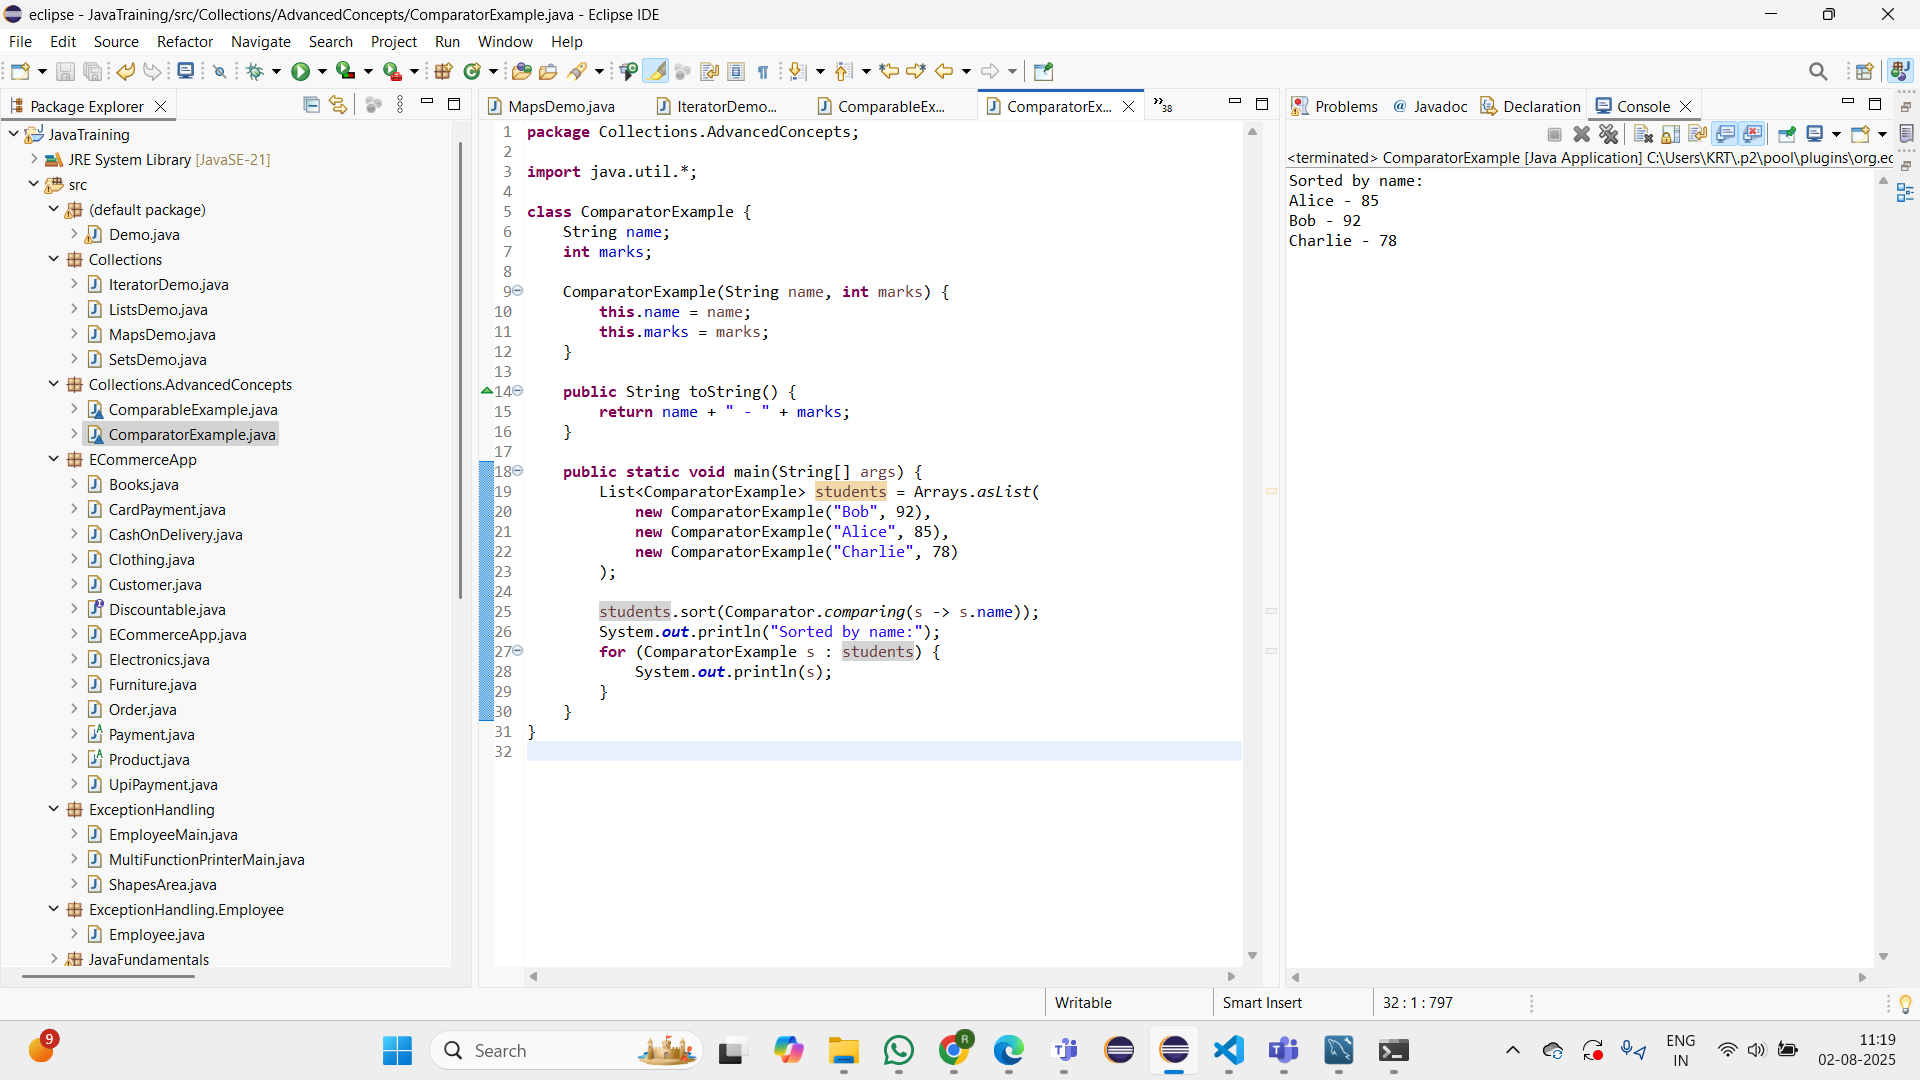 eclipse - JavaTraining/src/Collections/AdvancedConcepts/ComparatorExample.java - Eclipse IDE
File Edit Source Refactor Navigate Search Project Run Window Help
Package Explorer
JavaTraining
JRE System Library [JavaSE-21]
src
(default package)
Demo.java
Collections
IteratorDemo.java
ListsDemo.java
MapsDemo.java
SetsDemo.java
Collections.AdvancedConcepts
ComparableExample.java
ComparatorExample.java
ECommerceApp
Books.java
CardPayment.java
CashOnDelivery.java
Clothing.java
Customer.java
Discountable.java
ECommerceApp.java
Electronics.java
Furniture.java
Order.java
Payment.java
Product.java
UpiPayment.java
ExceptionHandling
EmployeeMain.java
MultiFunctionPrinterMain.java
ShapesArea.java
ExceptionHandling.Employee
Employee.java
JavaFundamentals
MapsDemo.java IteratorDemo... ComparableEx... ComparatorEx... »38
1 package Collections.AdvancedConcepts;
2
3 import java.util.*;
4
5 class ComparatorExample {
6     String name;
7     int marks;
8
9     ComparatorExample(String name, int marks) {
10         this.name = name;
11         this.marks = marks;
12     }
13
14     public String toString() {
15         return name + " - " + marks;
16     }
17
18     public static void main(String[] args) {
19         List<ComparatorExample> students = Arrays.asList(
20             new ComparatorExample("Bob", 92),
21             new ComparatorExample("Alice", 85),
22             new ComparatorExample("Charlie", 78)
23         );
24
25         students.sort(Comparator.comparing(s -> s.name));
26         System.out.println("Sorted by name:");
27         for (ComparatorExample s : students) {
28             System.out.println(s);
29         }
30     }
31 }
32
Problems @ Javadoc Declaration Console
<terminated> ComparatorExample [Java Application] C:\Users\KRT\.p2\pool\plugins\org.ec
Sorted by name:
Alice - 85
Bob - 92
Charlie - 78
Writable Smart Insert 32 : 1 : 797
9
Search
R
ENG
IN
11:19
02-08-2025